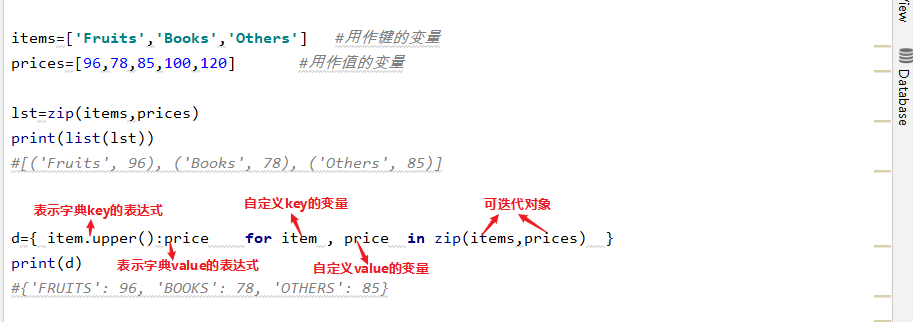 items=['Fruits','Books','Others'] #用作键的变量
prices=[96,78,85,100,120] #用作值的变量
lst=zip(items,prices)
print(list(lst))
#[('Fruits', 96), ('Books', 78), ('Others', 85)]
表示字典key的表达式 自定义key的变量 可迭代对象
d={ item.upper():price for item , price in zip(items,prices) }
print(d) 表示字典value的表达式 自定义value的变量
#{'FRUITS': 96, 'BOOKS': 78, 'OTHERS': 85}
Database